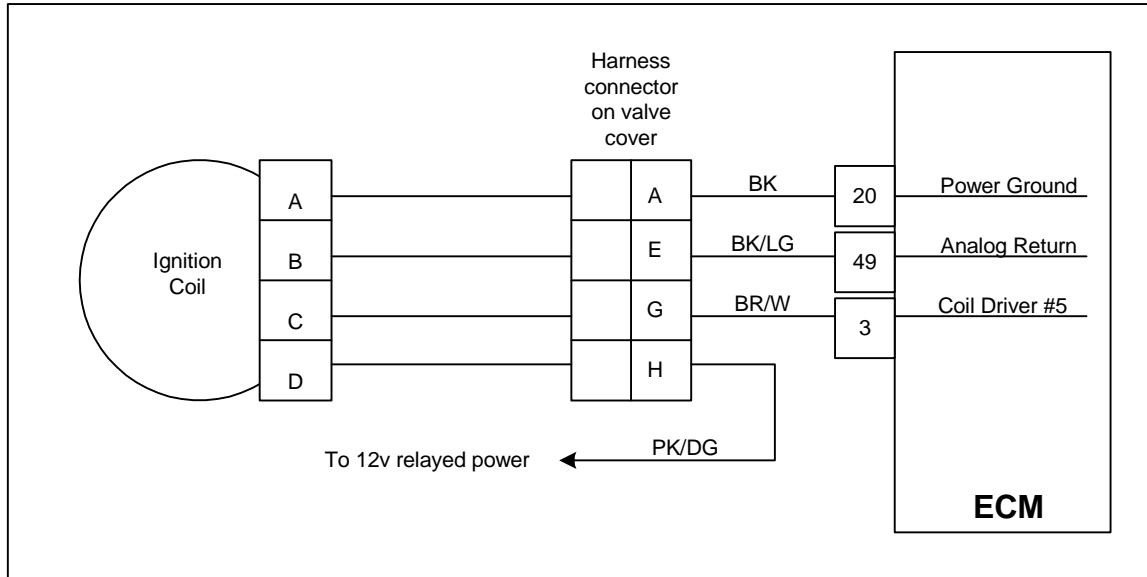 Harness
connector
on valve
cover
Ignition
Coil
A
B
C
D
A
E
G
H
BK
BK/LG
BR/W
PK/DG
20
49
3
Power Ground
Analog Return
Coil Driver #5
To 12v relayed power
ECM